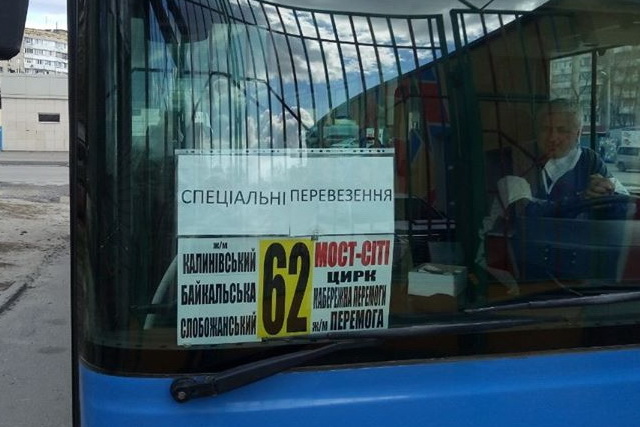 СПЕЦІАЛЬНІ ПЕРЕВЕЗЕННЯ
ж/м
КАЛИНІВСЬКИЙ
БАЙКАЛЬСЬКА
СЛОБОЖАНСЬКИЙ
62
МОСТ-СІТІ
ЦИРК
НАБЕРЕЖНА ПЕРЕМОГИ
ж/м ПЕРЕМОГА